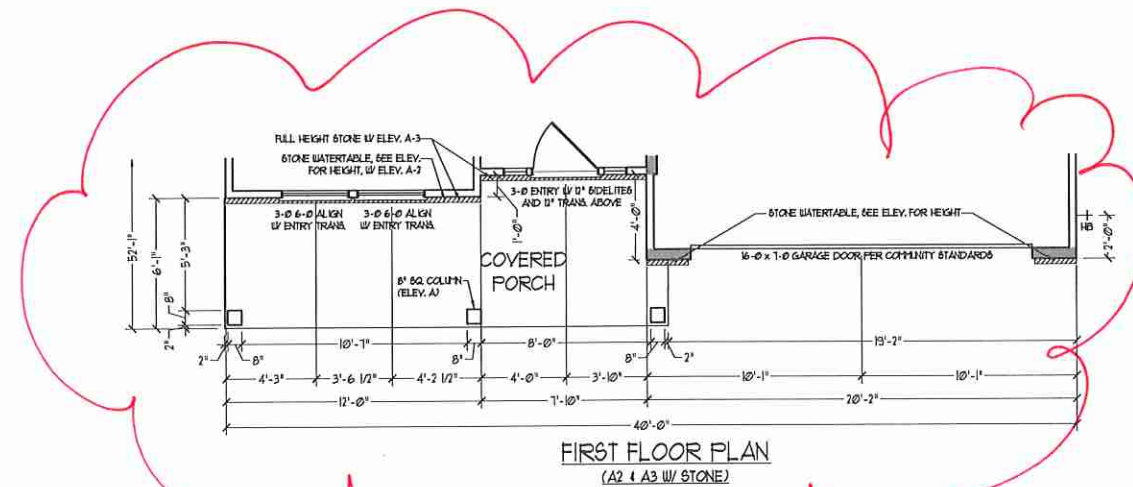 FULL HEIGHT STONE W/ ELEV. A-3
STONE WATERTABLE, SEE ELEV.
FOR HEIGHT, W/ ELEV. A-2
3-0 ENTRY W/ 12" SIDELITES
AND 12" TRANS. ABOVE
3-0 6-0 ALIGN
W/ ENTRY TRANS.
3-0 6-0 ALIGN
W/ ENTRY TRANS.
1'-0"
4'-0"
STONE WATERTABLE, SEE ELEV. FOR HEIGHT
HB
2'-0"
16-0 x 7-0 GARAGE DOOR PER COMMUNITY STANDARDS
COVERED
PORCH
8" SQ. COLUMN
(ELEV. A)
52'-1"
6'-1"
5'-3"
8"
2"
2"
8"
10'-7"
8"
8'-0"
8"
2"
19'-2"
4'-3"
3'-6 1/2"
4'-2 1/2"
4'-0"
3'-10"
10'-1"
10'-1"
12'-0"
7'-10"
20'-2"
40'-0"
FIRST FLOOR PLAN
(A2 & A3 W/ STONE)